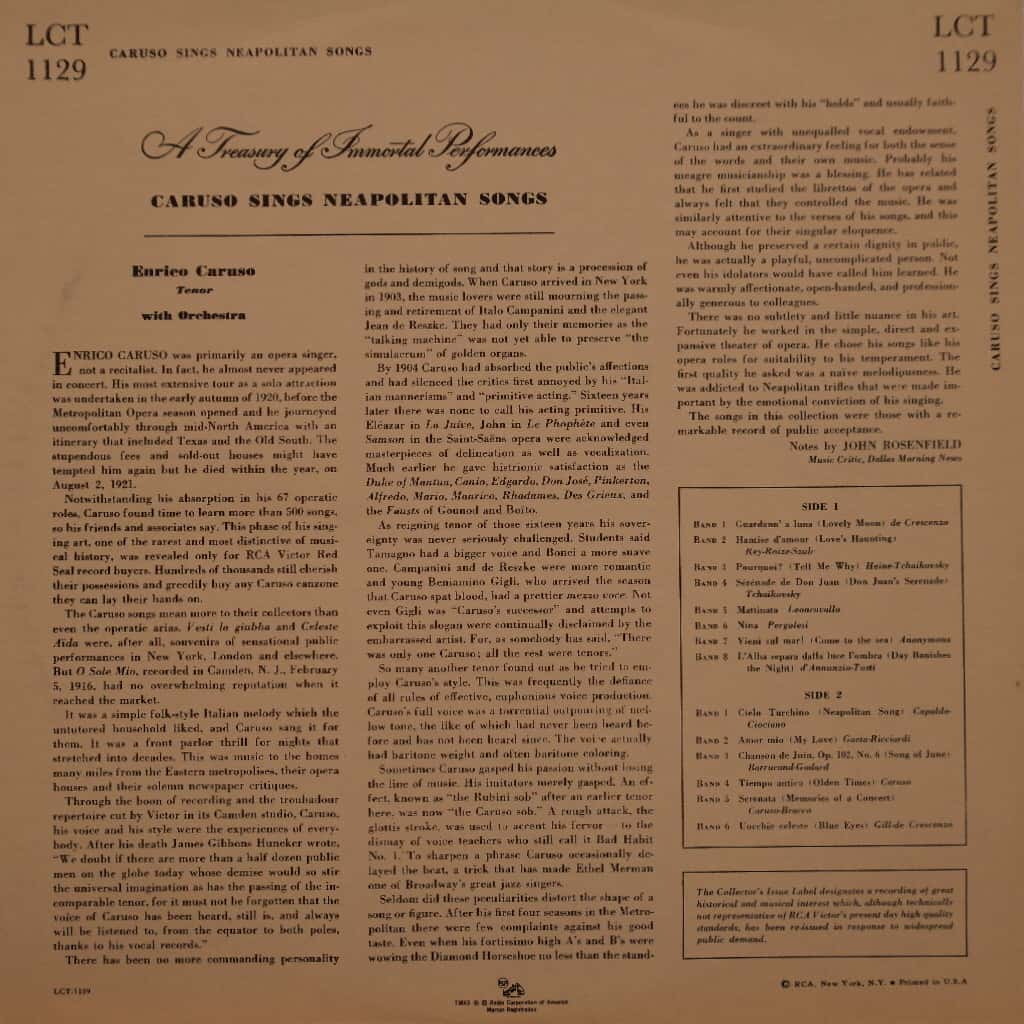 LCT
1129
CARUSO SINGS NEAPOLITAN SONGS
LCT
1129
A Treasury of Immortal Performances
CARUSO SINGS NEAPOLITAN SONGS
Enrico Caruso
Tenor
with Orchestra
ENRICO CARUSO was primarily an opera singer,
not a recitalist. In fact, he almost never appeared
in concert. His most extensive tour as a solo attraction
was undertaken in the early autumn of 1920, before the
Metropolitan Opera season opened and he journeyed
uncomfortably through mid-North America with an
itinerary that included Texas and the Old South. The
stupendous fees and sold-out houses might have
tempted him again but he died within the year, on
August 2, 1921.
Notwithstanding his absorption in his 67 operatic
roles, Caruso found time to learn more than 500 songs,
so his friends and associates say. This phase of his sing-
ing art, one of the rarest and most distinctive of musi-
cal history, was revealed only for RCA Victor Red
Seal record buyers. Hundreds of thousands still cherish
their possessions and greedily buy any Caruso canzone
they can lay their hands on.
The Caruso songs mean more to their collectors than
even the operatic arias. Vesti la giubba and Celeste
Aïda were, after all, souvenirs of sensational public
performances in New York, London and elsewhere.
But O Sole Mio, recorded in Camden, N. J., February
5, 1916, had no overwhelming reputation when it
reached the market.
It was a simple folk-style Italian melody which the
untutored household liked, and Caruso sang it for
them. It was a front parlor thrill for nights that
stretched into decades. This was music to the homes
many miles from the Eastern metropolises, their opera
houses and their solemn newspaper critiques.
Through the boon of recording and the troubadour
repertoire cut by Victor in its Camden studio, Caruso,
his voice and his style were the experiences of every-
body. After his death James Gibbons Huneker wrote,
"We doubt if there are more than a half dozen public
men on the globe today whose demise would so stir
the universal imagination as has the passing of the in-
comparable tenor, for it must not be forgotten that the
voice of Caruso has been heard, still is, and always
will be listened to, from the equator to both poles,
thanks to his vocal records."
There has been no more commanding personality
in the history of song and that story is a procession of
gods and demigods. When Caruso arrived in New York
in 1903, the music lovers were still mourning the pass-
ing and retirement of Italo Campanini and the elegant
Jean de Reszke. They had only their memories as the
"talking machine" was not yet able to preserve "the
simulacrum" of golden organs.
By 1904 Caruso had absorbed the public's affections
and had silenced the critics first annoyed by his "Ital-
ian mannerisms" and "primitive acting." Sixteen years
later there was none to call his acting primitive. His
Eléazar in La Juive, John in Le Phophète and even
Samson in the Saint-Saëns opera were acknowledged
masterpieces of delineation as well as vocalization.
Much earlier he gave histrionic satisfaction as the
Duke of Mantua, Canio, Edgardo, Don José, Pinkerton,
Alfredo, Mario, Manrico, Rhadames, Des Grieux, and
the Fausts of Gounod and Boïto.
As reigning tenor of those sixteen years his sover-
eignty was never seriously challenged. Students said
Tamagno had a bigger voice and Bonci a more suave
one. Campanini and de Reszke were more romantic
and young Beniamino Gigli, who arrived the season
that Caruso spat blood, had a prettier mezzo voce. Not
even Gigli was "Caruso's successor" and attempts to
exploit this slogan were continually disclaimed by the
embarrassed artist. For, as somebody has said, "There
was only one Caruso; all the rest were tenors."
So many another tenor found out as he tried to em-
ploy Caruso's style. This was frequently the defiance
of all rules of effective, euphonious voice production.
Caruso's full voice was a torrential outpouring of mel-
low tone, the like of which had never been heard be-
fore and has not been heard since. The voice actually
had baritone weight and often baritone coloring.
Sometimes Caruso gasped his passion without losing
the line of music. His imitators merely gasped. An ef-
fect, known as "the Rubini sob" after an earlier tenor
here, was now "the Caruso sob." A rough attack, the
glottis stroke, was used to accent his fervor — to the
dismay of voice teachers who still call it Bad Habit
No. 1. To sharpen a phrase Caruso occasionally de-
layed the beat, a trick that has made Ethel Merman
one of Broadway's great jazz singers.
Seldom did these peculiarities distort the shape of a
song or figure. After his first four seasons in the Metro-
politan there were few complaints against his good
taste. Even when his fortissimo high A's and B's were
wowing the Diamond Horseshoe no less than the stand-
ees he was discreet with his "holds" and usually faith-
ful to the count.
As a singer with unequalled vocal endowment,
Caruso had an extraordinary feeling for both the sense
of the words and their own music. Probably his
meagre musicianship was a blessing. He has related
that he first studied the librettos of the opera and
always felt that they controlled the music. He was
similarly attentive to the verses of his songs, and this
may account for their singular eloquence.
Although he preserved a certain dignity in public,
he was actually a playful, uncomplicated person. Not
even his idolators would have called him learned. He
was warmly affectionate, open-handed, and profession-
ally generous to colleagues.
There was no subtlety and little nuance in his art.
Fortunately he worked in the simple, direct and ex-
pansive theater of opera. He chose his songs like his
opera roles for suitability to his temperament. The
first quality he asked was a naïve melodiousness. He
was addicted to Neapolitan trifles that were made im-
portant by the emotional conviction of his singing.
The songs in this collection were those with a re-
markable record of public acceptance.
Notes by JOHN ROSENFIELD
Music Critic, Dallas Morning News
CARUSO SINGS NEAPOLITAN SONGS
SIDE 1
BAND 1 Guardann' a luna (Lovely Moon) de Crescenzo
BAND 2 Hantise d'amour (Love's Haunting)
Rey-Roize-Szulc
BAND 3 Pourquoi? (Tell Me Why) Heine-Tchaikovsky
BAND 4 Sérénade de Don Juan (Don Juan's Serenade)
Tchaikovsky
BAND 5 Mattinata Leoncavallo
BAND 6 Nina Pergolesi
BAND 7 Vieni sul mar! (Come to the sea) Anonymous
BAND 8 L'Alba separa dalla luce l'ombra (Day Banishes
the Night) d'Annunzio-Tosti
SIDE 2
BAND 1 Cielo Turchino (Neapolitan Song) Capaldo-
Ciociano
BAND 2 Amor mio (My Love) Gaeta-Ricciardi
BAND 3 Chanson de Juin, Op. 102, No. 6 (Song of June)
Barrucand-Godard
BAND 4 Tiempo antico (Olden Times) Caruso
BAND 5 Serenata (Memories of a Concert)
Caruso-Bracco
BAND 6 Uocchie celeste (Blue Eyes) Gill-de Crescenzo
The Collector's Issue Label designates a recording of great
historical and musical interest which, although technically
not representative of RCA Victor's present day high quality
standards, has been re-issued in response to widespread
public demand.
LCT-1129
TMKS ® © Radio Corporation of America
Marcas Registradas
© RCA, New York, N.Y. • Printed in U.S.A